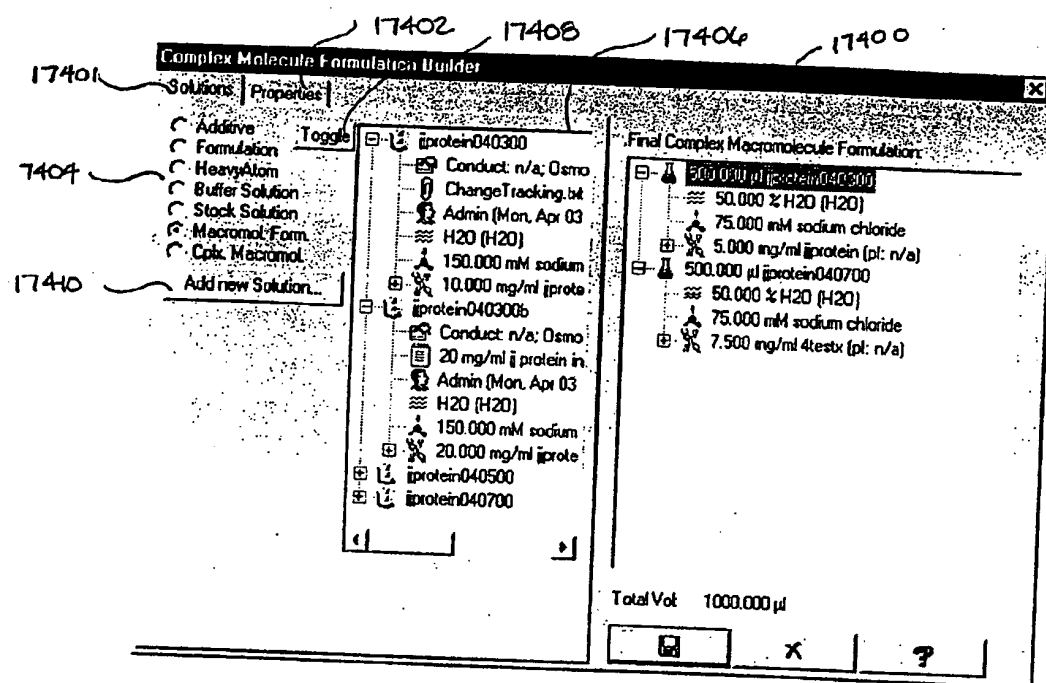 17402
17408
17406
17400
Complex Molecule Formulation Builder
17401
Solutions Properties
Additive
Toggle
Formulation
HeavyAtom
7404
Buffer Solution
Stock Solution
Macromol. Form.
Cplx. Macromol.
17410
Add new Solution...
jjprotein040300
Conduct: n/a; Osmo
ChangeTracking.txt
Admin (Mon, Apr 03
H2O (H2O)
150.000 mM sodium
10.000 mg/ml jjprote
jjprotein040300b
Conduct: n/a; Osmo
20 mg/ml jj protein in
Admin (Mon, Apr 03
H2O (H2O)
150.000 mM sodium
20.000 mg/ml jjprote
jjprotein040500
jjprotein040700
Final Complex Macromolecule Formulation:
500.000 µl jjprotein040300
50.000 % H2O (H2O)
75.000 mM sodium chloride
5.000 mg/ml jjprotein (pI: n/a)
500.000 µl jjprotein040700
50.000 % H2O (H2O)
75.000 mM sodium chloride
7.500 mg/ml 4testx (pI: n/a)
Total Vol: 1000.000 µl
X ?